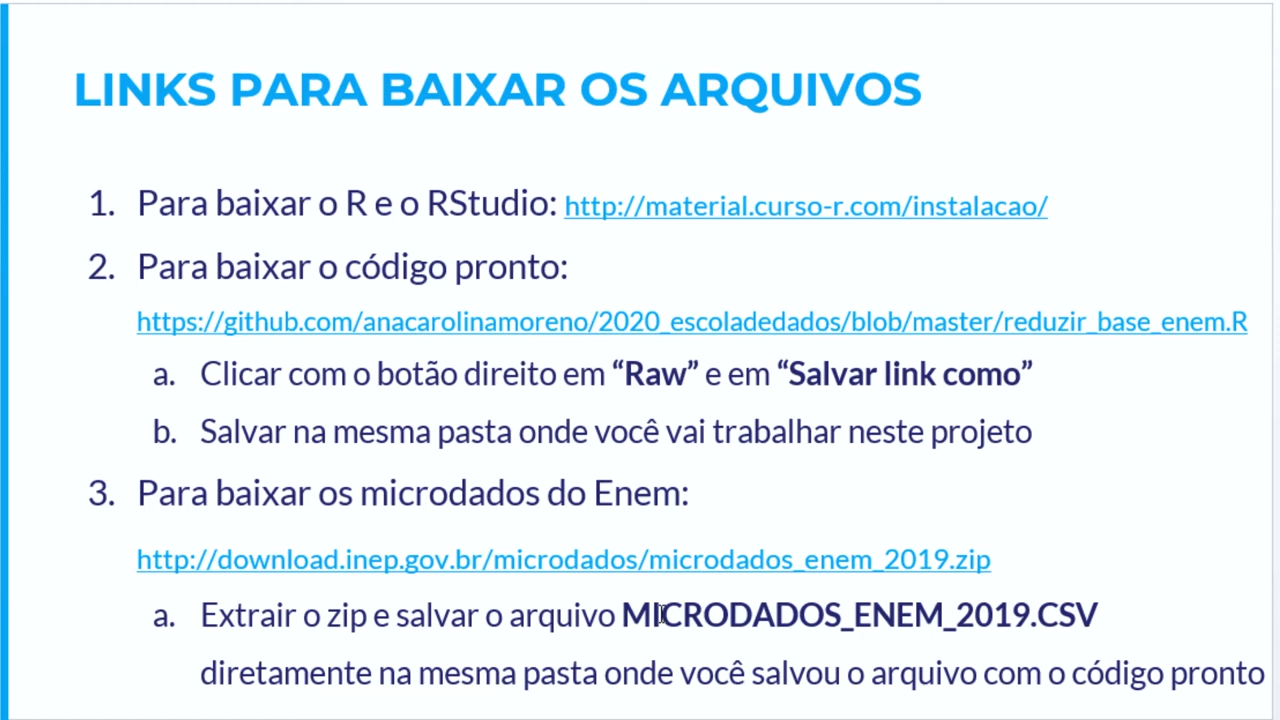 LINKS PARA BAIXAR OS ARQUIVOS
1. Para baixar o R e o RStudio: http://material.curso-r.com/instalacao/
2. Para baixar o código pronto:
https://github.com/anacarolinamoreno/2020_escoladedados/blob/master/reduzir_base_enem.R
a. Clicar com o botão direito em “Raw” e em “Salvar link como”
b. Salvar na mesma pasta onde você vai trabalhar neste projeto
3. Para baixar os microdados do Enem:
http://download.inep.gov.br/microdados/microdados_enem_2019.zip
a. Extrair o zip e salvar o arquivo MICRODADOS_ENEM_2019.CSV
diretamente na mesma pasta onde você salvou o arquivo com o código pronto